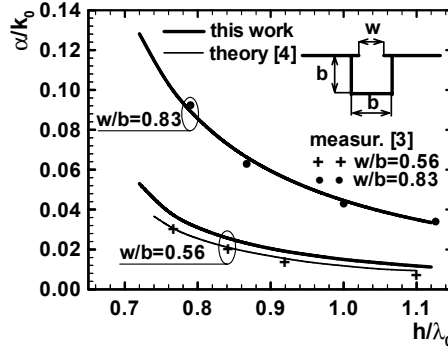 α/k₀
0.14
0.12
0.10
0.08
0.06
0.04
0.02
0.00
this work
theory [4]
w
b
b
w/b=0.83
measur. [3]
w/b=0.56
w/b=0.83
w/b=0.56
0.7 0.8 0.9 1.0 1.1
h/λ₀